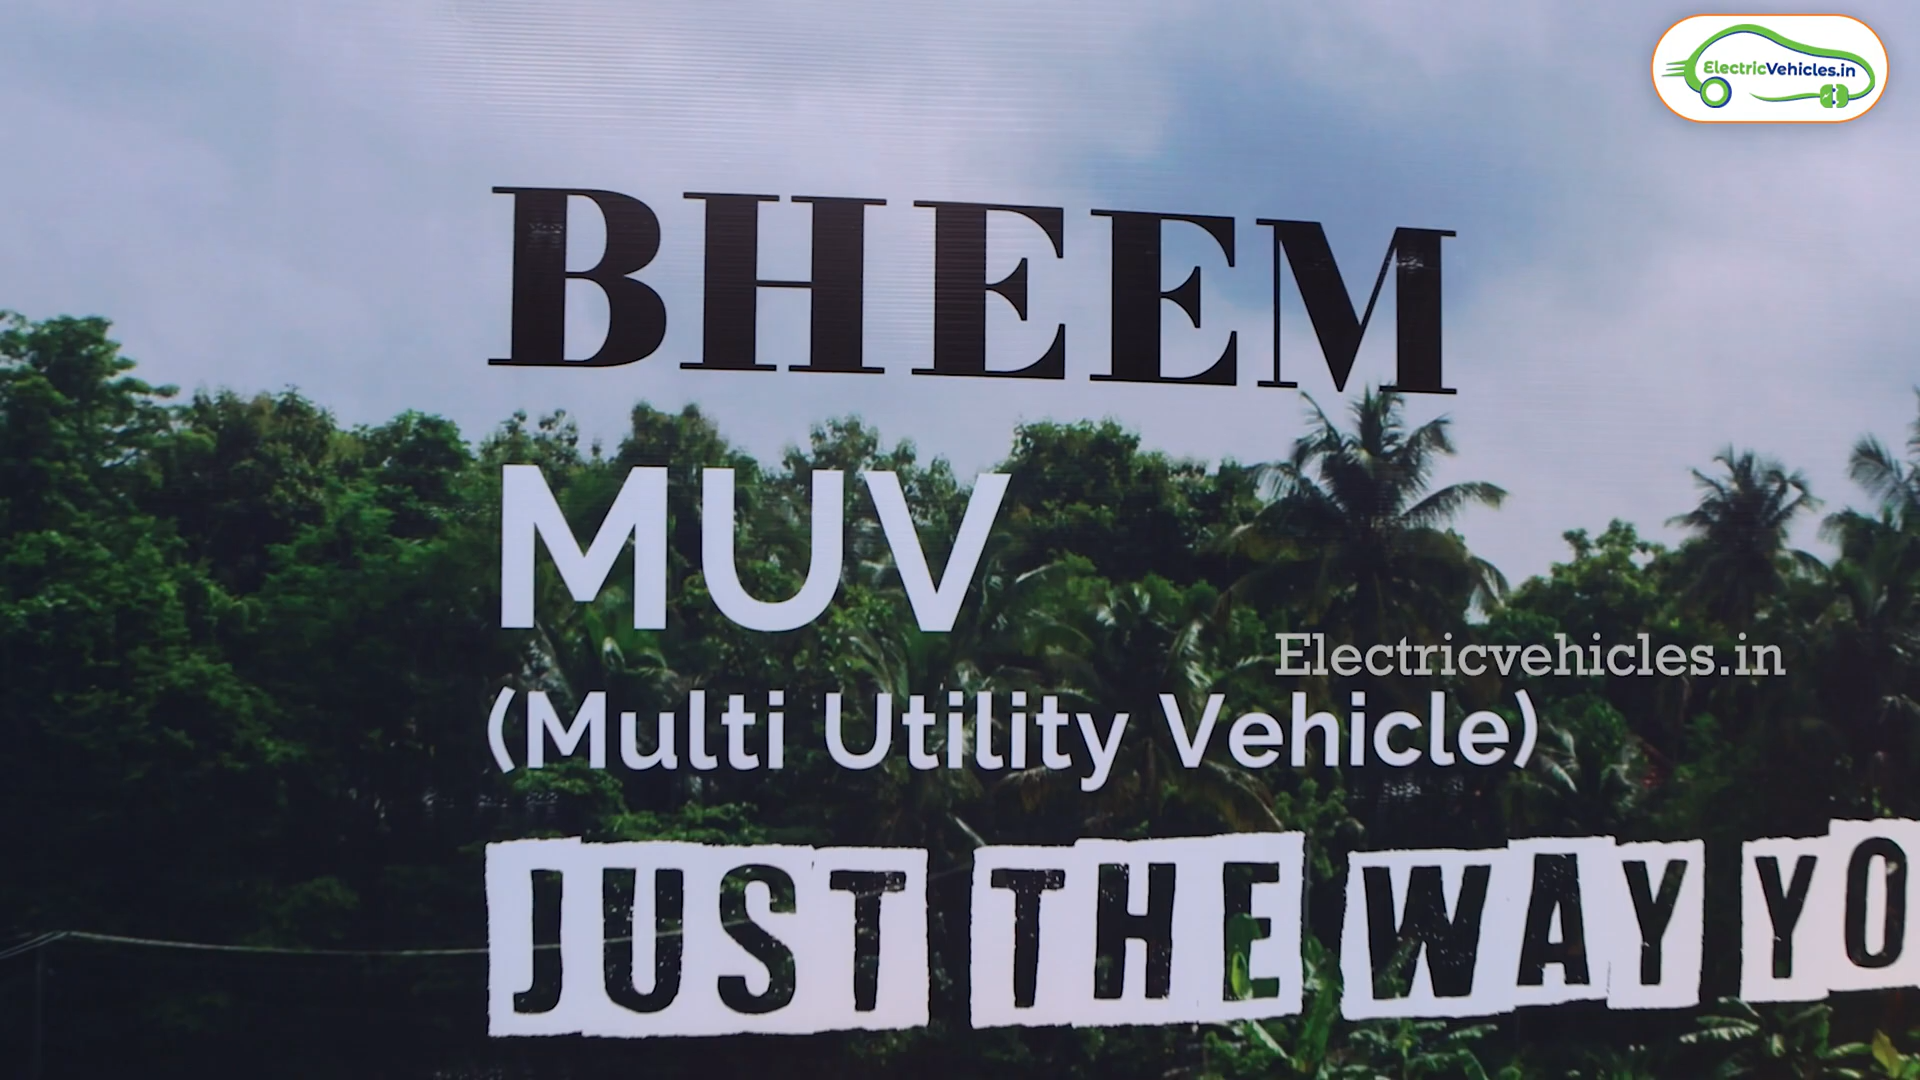 ElectricVehicles.in
BHEEM
MUV
Electricvehicles.in
(Multi Utility Vehicle)
JUST THE WAY YO